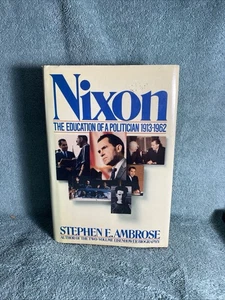 Nixon
THE EDUCATION OF A POLITICIAN 1913-1962
STEPHEN E. AMBROSE
AUTHOR OF THE TWO-VOLUME EISENHOWER BIOGRAPHY